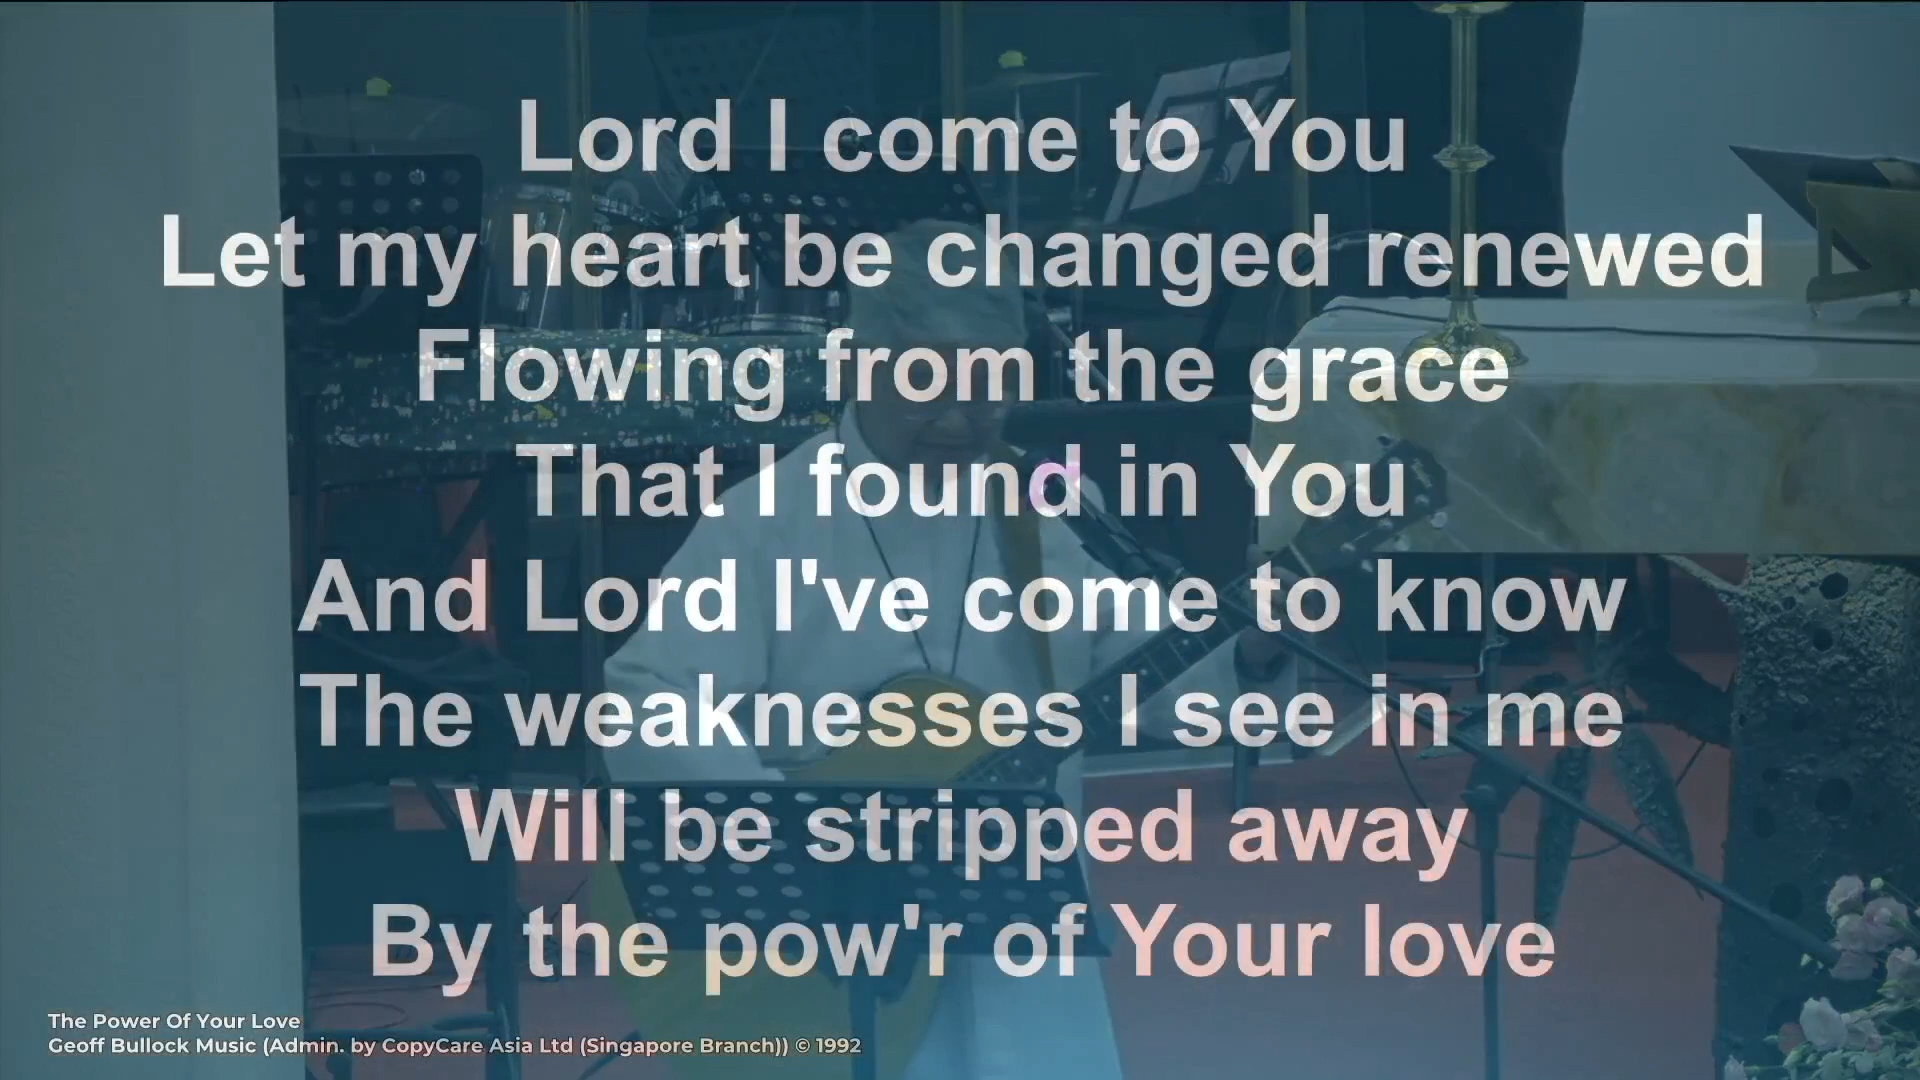 Lord I come to You
Let my heart be changed renewed
Flowing from the grace
That I found in You
And Lord I've come to know
The weaknesses I see in me
Will be stripped away
By the pow'r of Your love
The Power Of Your Love
Geoff Bullock Music (Admin. by CopyCare Asia Ltd (Singapore Branch)) © 1992